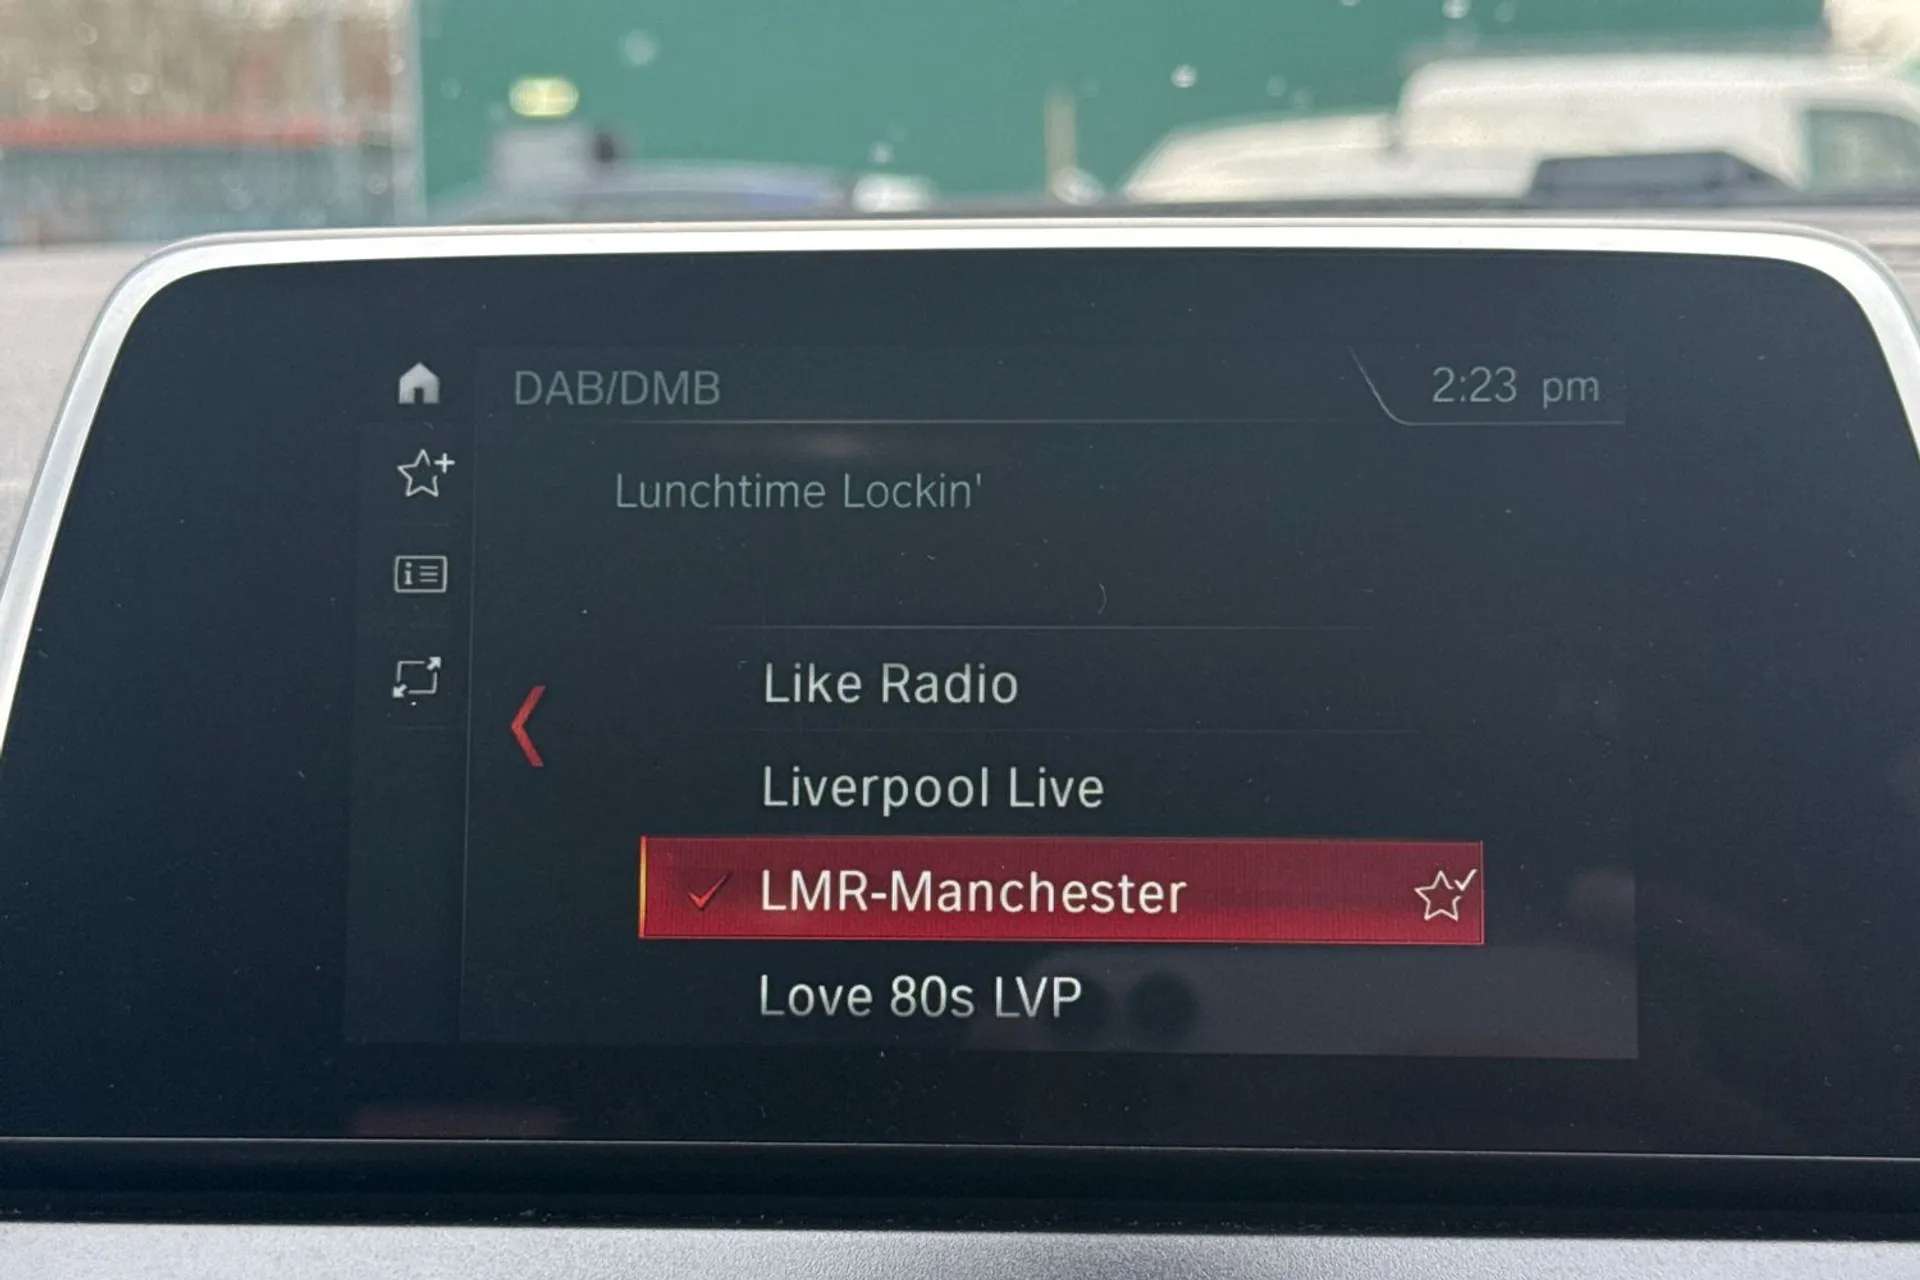 DAB/DMB
2:23 pm
Lunchtime Lockin'
Like Radio
Liverpool Live
LMR-Manchester
Love 80s LVP